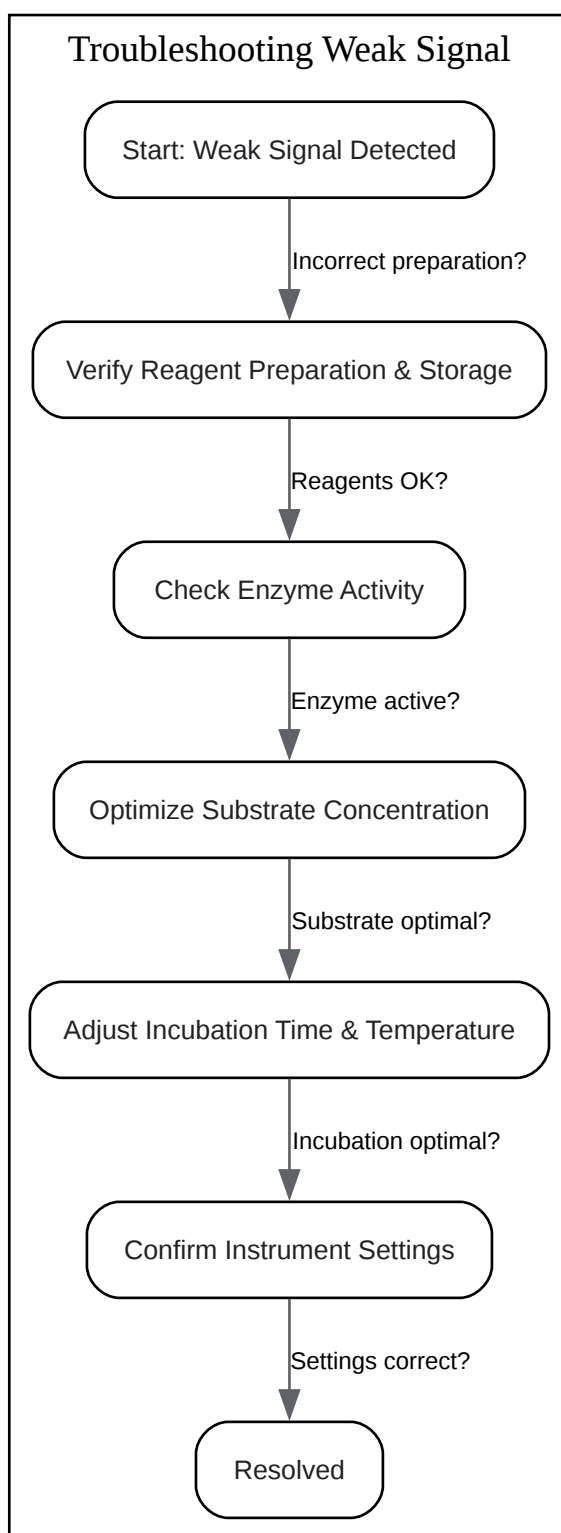 Troubleshooting Weak Signal
Start: Weak Signal Detected
Incorrect preparation?
Verify Reagent Preparation & Storage
Reagents OK?
Check Enzyme Activity
Enzyme active?
Optimize Substrate Concentration
Substrate optimal?
Adjust Incubation Time & Temperature
Incubation optimal?
Confirm Instrument Settings
Settings correct?
Resolved